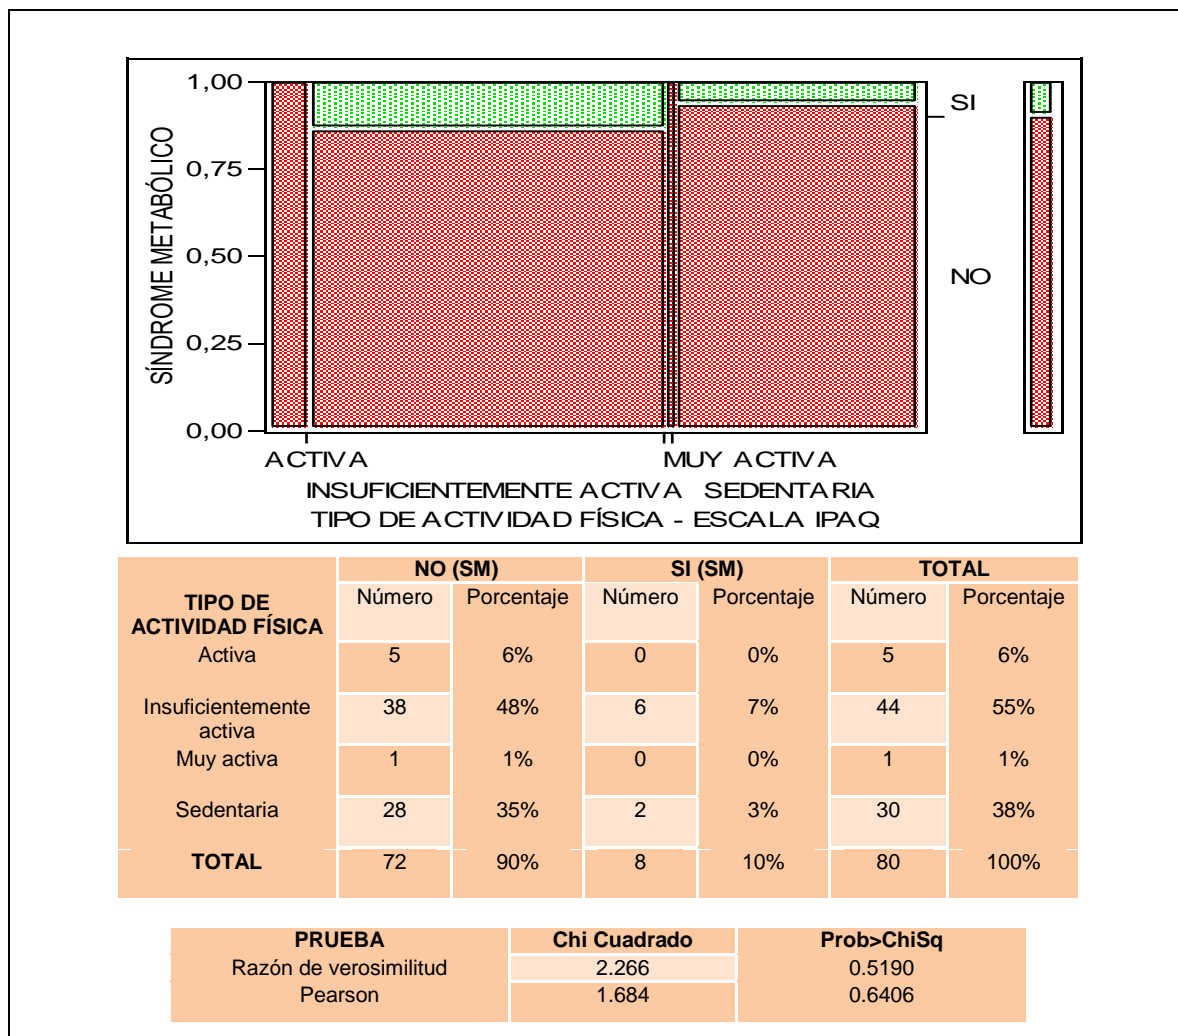 1,00
SI
0,75
SÍNDROME METABÓLICO
0,50
NO
0,25
0,00
ACTIVA MUY ACTIVA
INSUFICIENTEMENTE ACTIVA SEDENTARIA
TIPO DE ACTIVIDAD FÍSICA - ESCALA IPAQ
NO (SM) SI (SM) TOTAL
TIPO DE ACTIVIDAD FÍSICA Número Porcentaje Número Porcentaje Número Porcentaje
Activa 5 6% 0 0% 5 6%
Insuficientemente activa 38 48% 6 7% 44 55%
Muy activa 1 1% 0 0% 1 1%
Sedentaria 28 35% 2 3% 30 38%
TOTAL 72 90% 8 10% 80 100%
PRUEBA Chi Cuadrado Prob>ChiSq
Razón de verosimilitud 2.266 0.5190
Pearson 1.684 0.6406